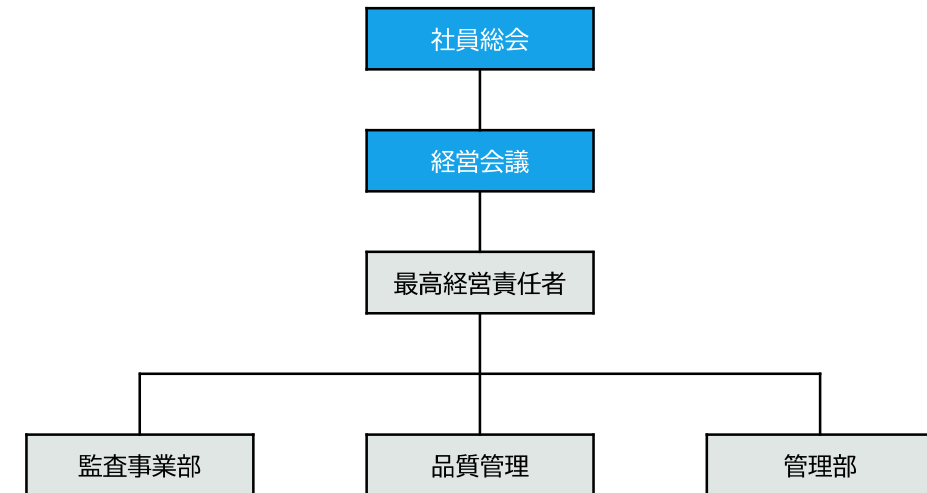 社員総会
経営会議
最高経営責任者
監査事業部
品質管理
管理部